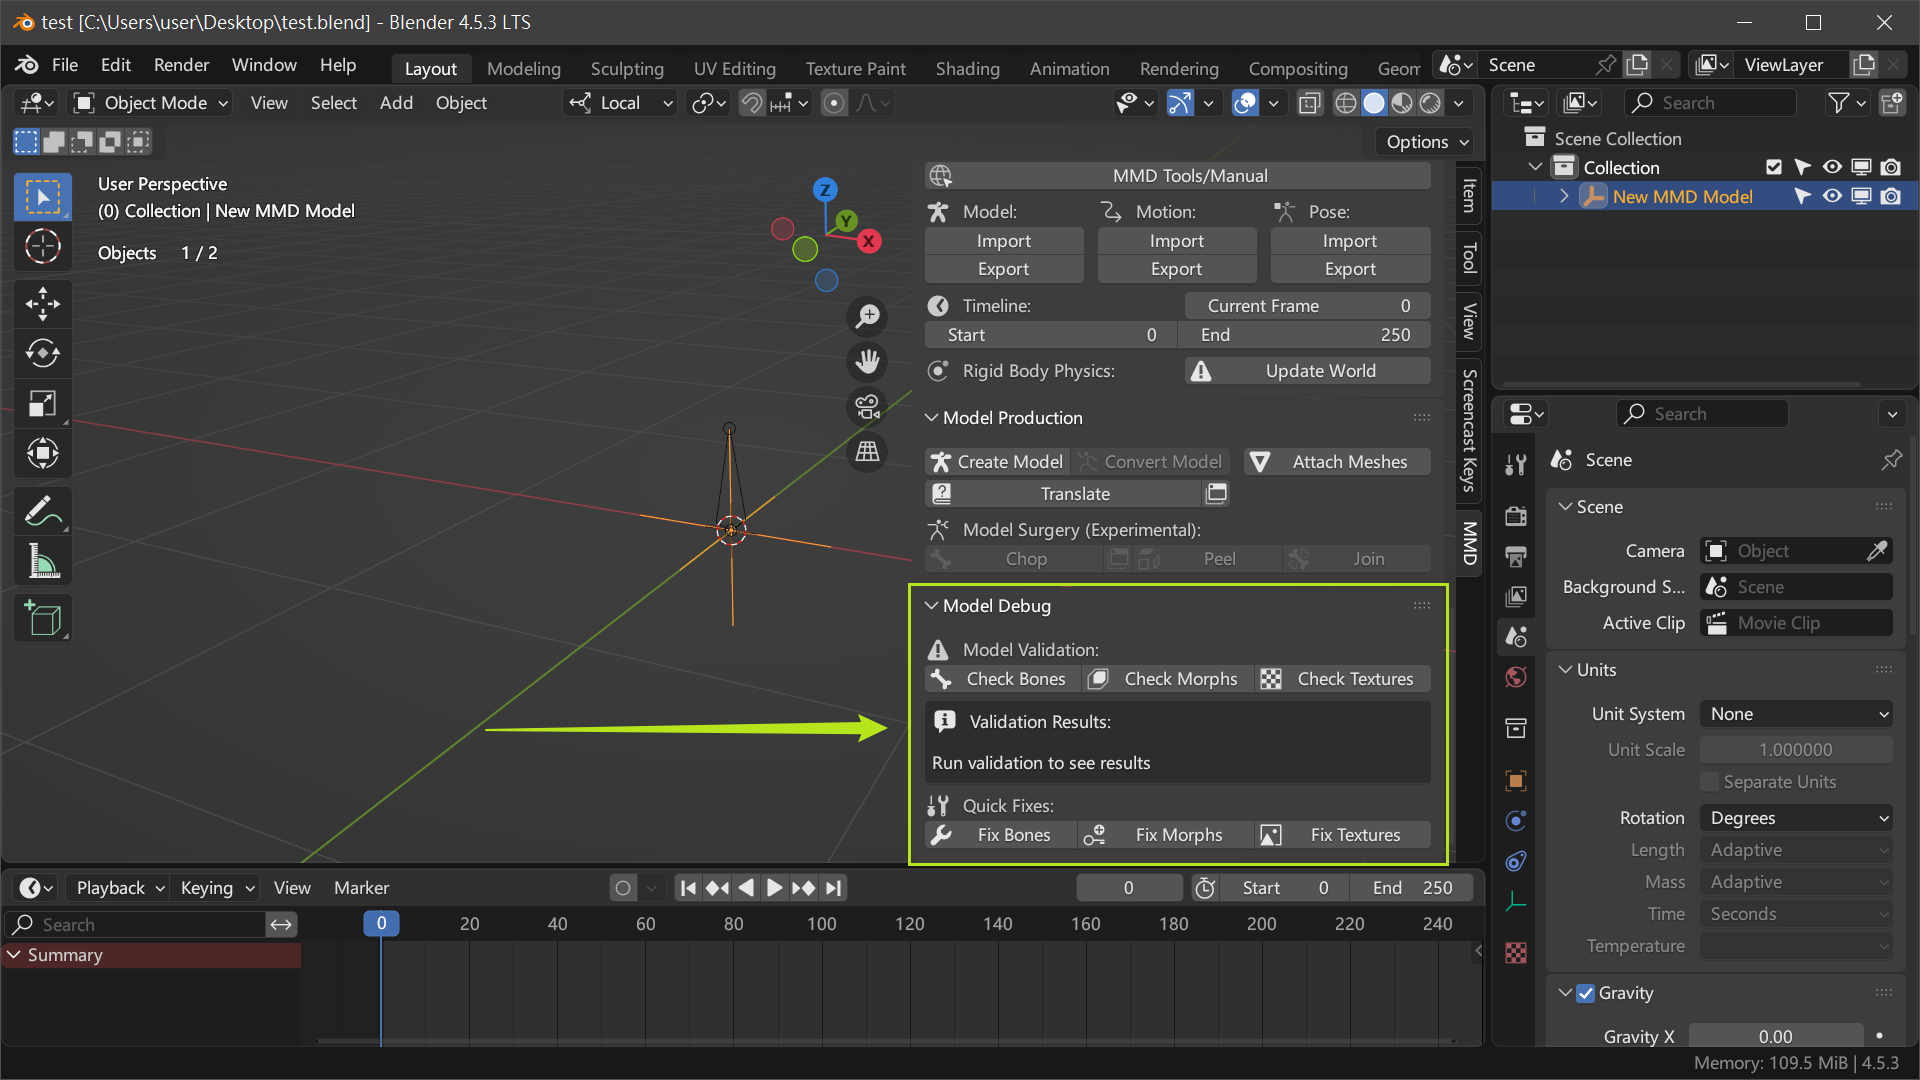 test [C:\Users\user\Desktop\test.blend] - Blender 4.5.3 LTS
File Edit Render Window Help Layout Modeling Sculpting UV Editing Texture Paint Shading Animation Rendering Compositing Geom Scene ViewLayer
Object Mode View Select Add Object Local Search
Options
User Perspective
(0) Collection | New MMD Model
Objects 1 / 2
Z
Y
X
MMD Tools/Manual
Model: Motion: Pose:
Import Import Import
Export Export Export
Timeline: Current Frame 0
Start 0 End 250
Rigid Body Physics: Update World
Model Production
Create Model Convert Model Attach Meshes
Translate
Model Surgery (Experimental):
Chop Peel Join
Model Debug
Model Validation:
Check Bones Check Morphs Check Textures
Validation Results:
Run validation to see results
Quick Fixes:
Fix Bones Fix Morphs Fix Textures
Item
Tool
View
Screencast Keys
MMD
Scene Collection
Collection
New MMD Model
Search
Scene
Scene
Camera Object
Background S... Scene
Active Clip Movie Clip
Units
Unit System None
Unit Scale 1.000000
Separate Units
Rotation Degrees
Length Adaptive
Mass Adaptive
Time Seconds
Temperature
Gravity
Gravity X 0.00
Playback Keying View Marker 0 Start 0 End 250
Search 0 20 40 60 80 100 120 140 160 180 200 220 240
Summary
Memory: 109.5 MiB | 4.5.3